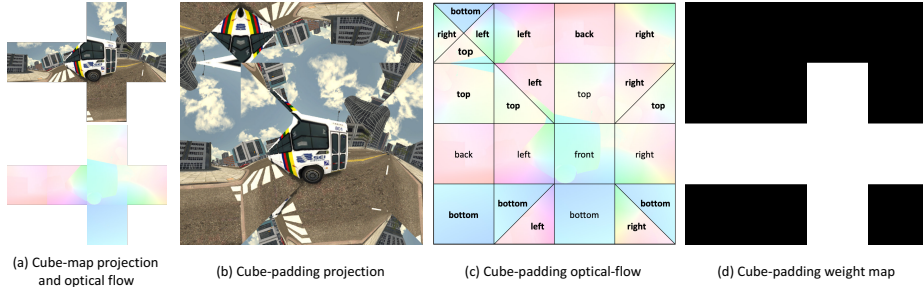 bottom
right
left
top
left
back
right
top
left
top
top
right
top
back
left
front
right
bottom
bottom
left
bottom
bottom
right
(a) Cube-map projection
and optical flow
(b) Cube-padding projection
(c) Cube-padding optical-flow
(d) Cube-padding weight map